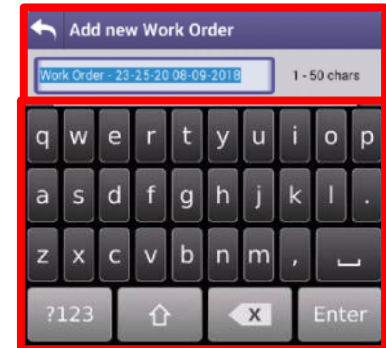 Add new Work Order
Work Order - 23-25-20 08-09-2018 1 - 50 chars
q w e r t y u i o p
a s d f g h j k l .
z x c v b n m ,
?123 x Enter